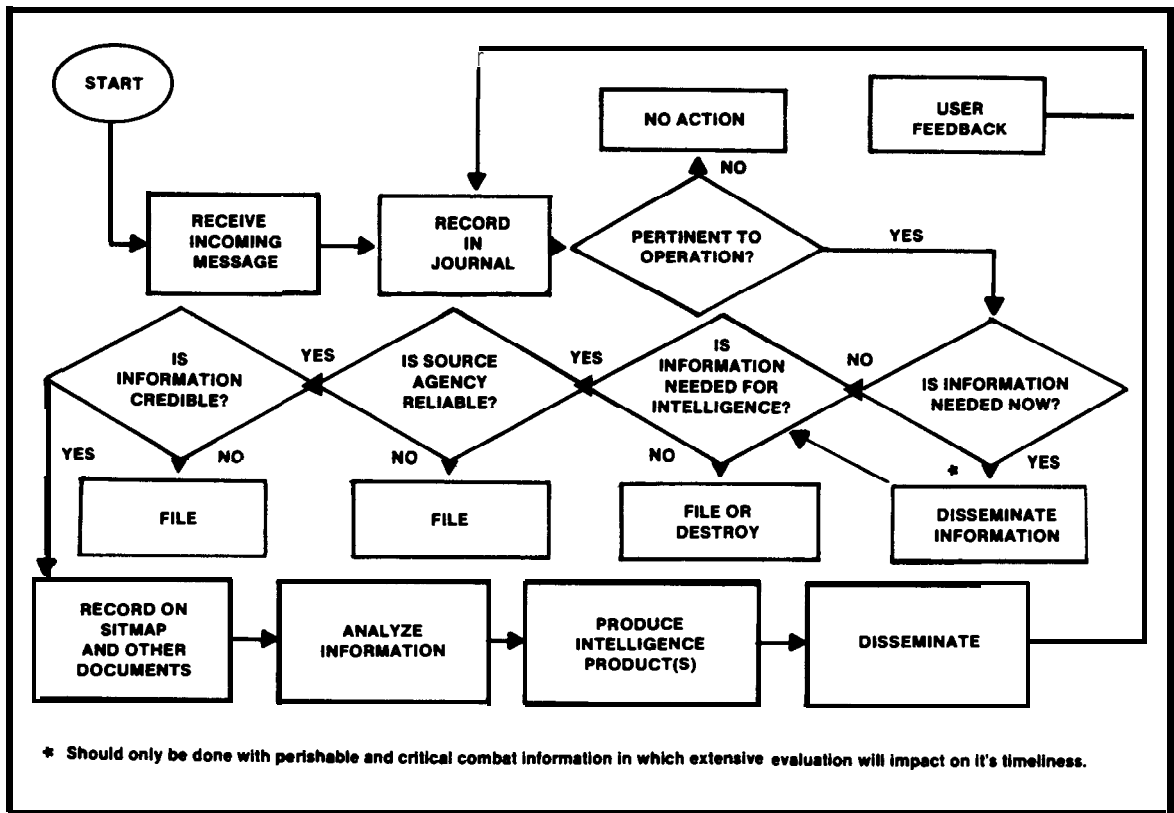 START
NO ACTION
USER
FEEDBACK
NO
RECEIVE
INCOMING
MESSAGE
RECORD
IN
JOURNAL
PERTINENT TO
OPERATION?
YES
IS
INFORMATION
CREDIBLE?
YES
IS SOURCE
AGENCY
RELIABLE?
YES
IS
INFORMATION
NEEDED FOR
INTELLIGENCE?
NO
IS INFORMATION
NEEDED NOW?
YES
NO
NO
NO
*
YES
FILE
FILE
FILE OR
DESTROY
DISSEMINATE
INFORMATION
RECORD ON
SITMAP
AND OTHER
DOCUMENTS
ANALYZE
INFORMATION
PRODUCE
INTELLIGENCE
PRODUCT(S)
DISSEMINATE
* Should only be done with perishable and critical combat information in which extensive evaluation will impact on it's timeliness.